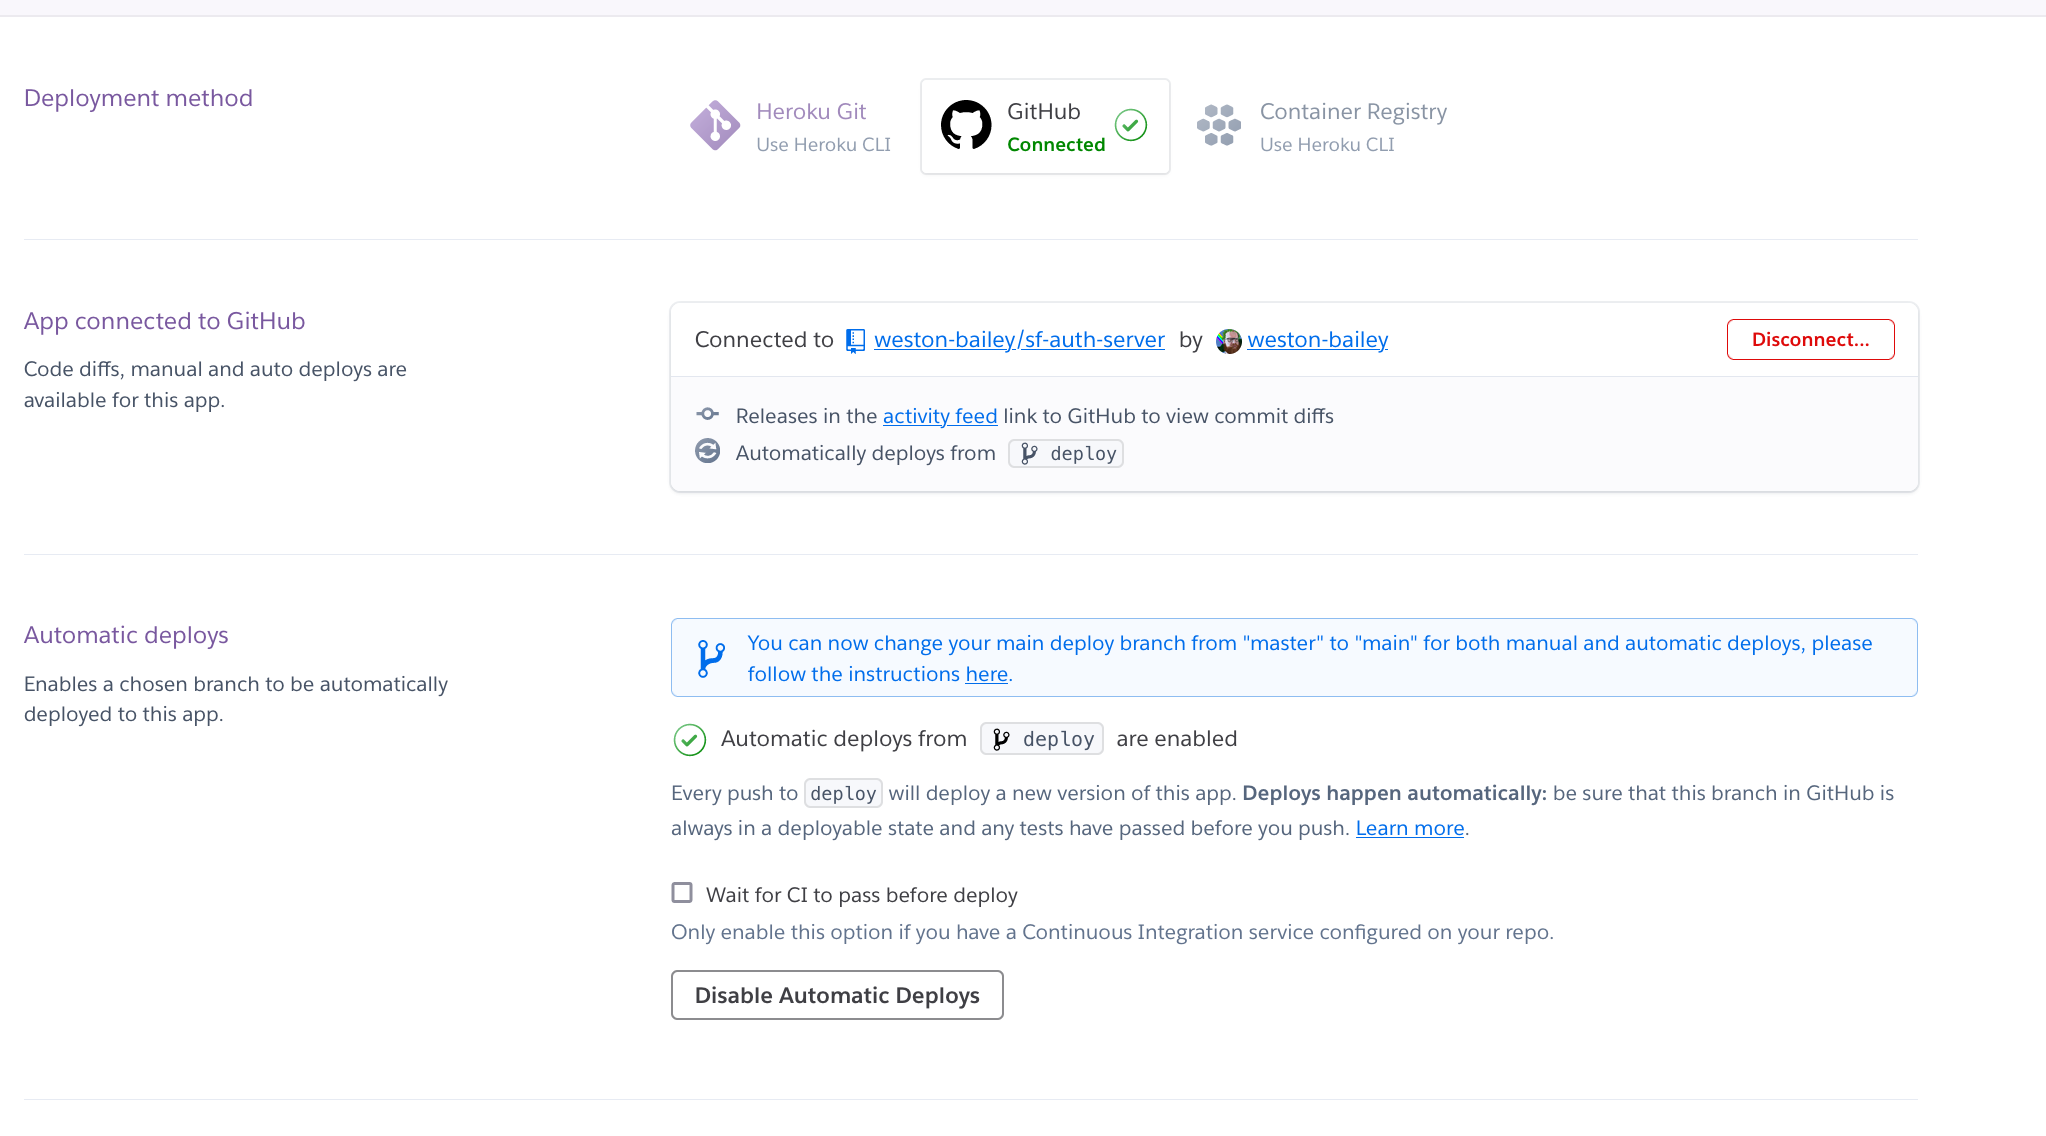 Deployment method
Heroku Git
Use Heroku CLI
GitHub
Connected
Container Registry
Use Heroku CLI
App connected to GitHub
Code diffs, manual and auto deploys are
available for this app.
Connected to weston-bailey/sf-auth-server by weston-bailey
Disconnect...
Releases in the activity feed link to GitHub to view commit diffs
Automatically deploys from deploy
Automatic deploys
Enables a chosen branch to be automatically
deployed to this app.
You can now change your main deploy branch from "master" to "main" for both manual and automatic deploys, please
follow the instructions here.
Automatic deploys from deploy are enabled
Every push to deploy will deploy a new version of this app. Deploys happen automatically: be sure that this branch in GitHub is
always in a deployable state and any tests have passed before you push. Learn more.
Wait for CI to pass before deploy
Only enable this option if you have a Continuous Integration service configured on your repo.
Disable Automatic Deploys